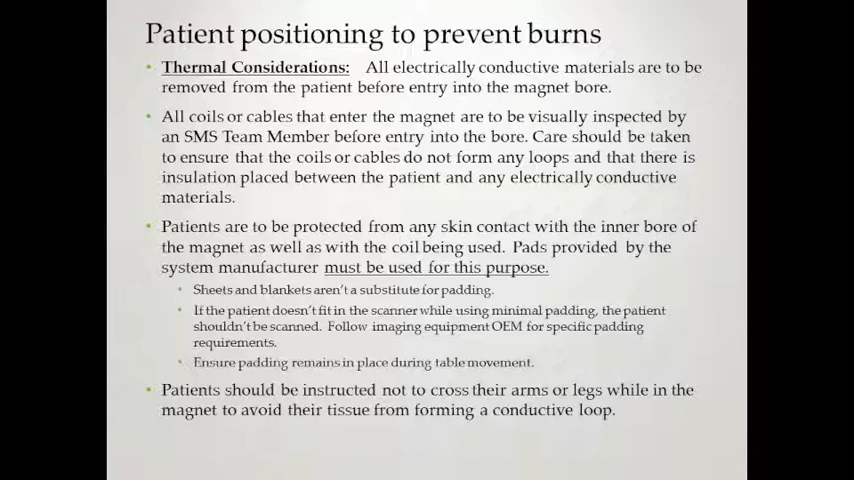 Patient positioning to prevent burns
• Thermal Considerations: All electrically conductive materials are to be
removed from the patient before entry into the magnet bore.
• All coils or cables that enter the magnet are to be visually inspected by
an SMS Team Member before entry into the bore. Care should be taken
to ensure that the coils or cables do not form any loops and that there is
insulation placed between the patient and any electrically conductive
materials.
• Patients are to be protected from any skin contact with the inner bore of
the magnet as well as with the coil being used. Pads provided by the
system manufacturer must be used for this purpose.
• Sheets and blankets aren't a substitute for padding.
• If the patient doesn't fit in the scanner while using minimal padding, the patient
shouldn't be scanned. Follow imaging equipment OEM for specific padding
requirements.
• Ensure padding remains in place during table movement.
• Patients should be instructed not to cross their arms or legs while in the
magnet to avoid their tissue from forming a conductive loop.